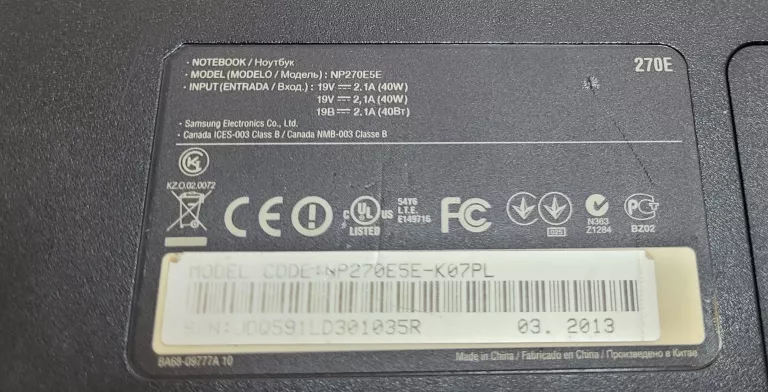 · NOTEBOOK / Ноутбук
270E
· MODEL (MODELO / Модель) : NP270E5E
· INPUT (ENTRADA / Вход.) : 19V 2.1A (40W)
19V 2,1A (40W)
19В 2.1A (40Вт)
· Samsung Electronics Co., Ltd.
· Canada ICES-003 Class B / Canada NMB-003 Classe B
KZ.O.02.0072
CE
C UL US
LISTED
54Y6
I.T.E.
E149716
FC
025
N363
Z1284
BZ02
MODEL CODE:NP270E5E-K07PL
S/N:JDQS91LD301035R 03. 2013
BA68-09777A 10
Made in China / Fabricado en China / Произведено в Китае